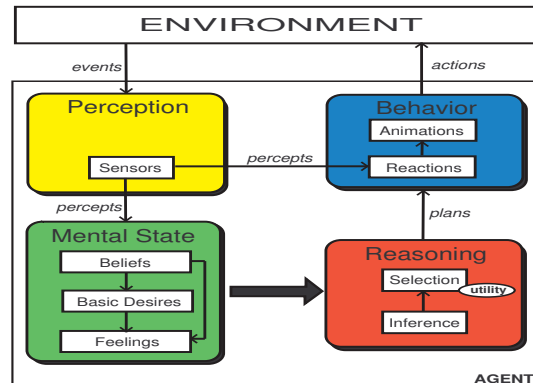 ENVIRONMENT
events
actions
Perception
Behavior
Animations
Sensors
percepts
Reactions
percepts
plans
Mental State
Reasoning
Beliefs
Selection
utility
Basic Desires
Inference
Feelings
AGENT